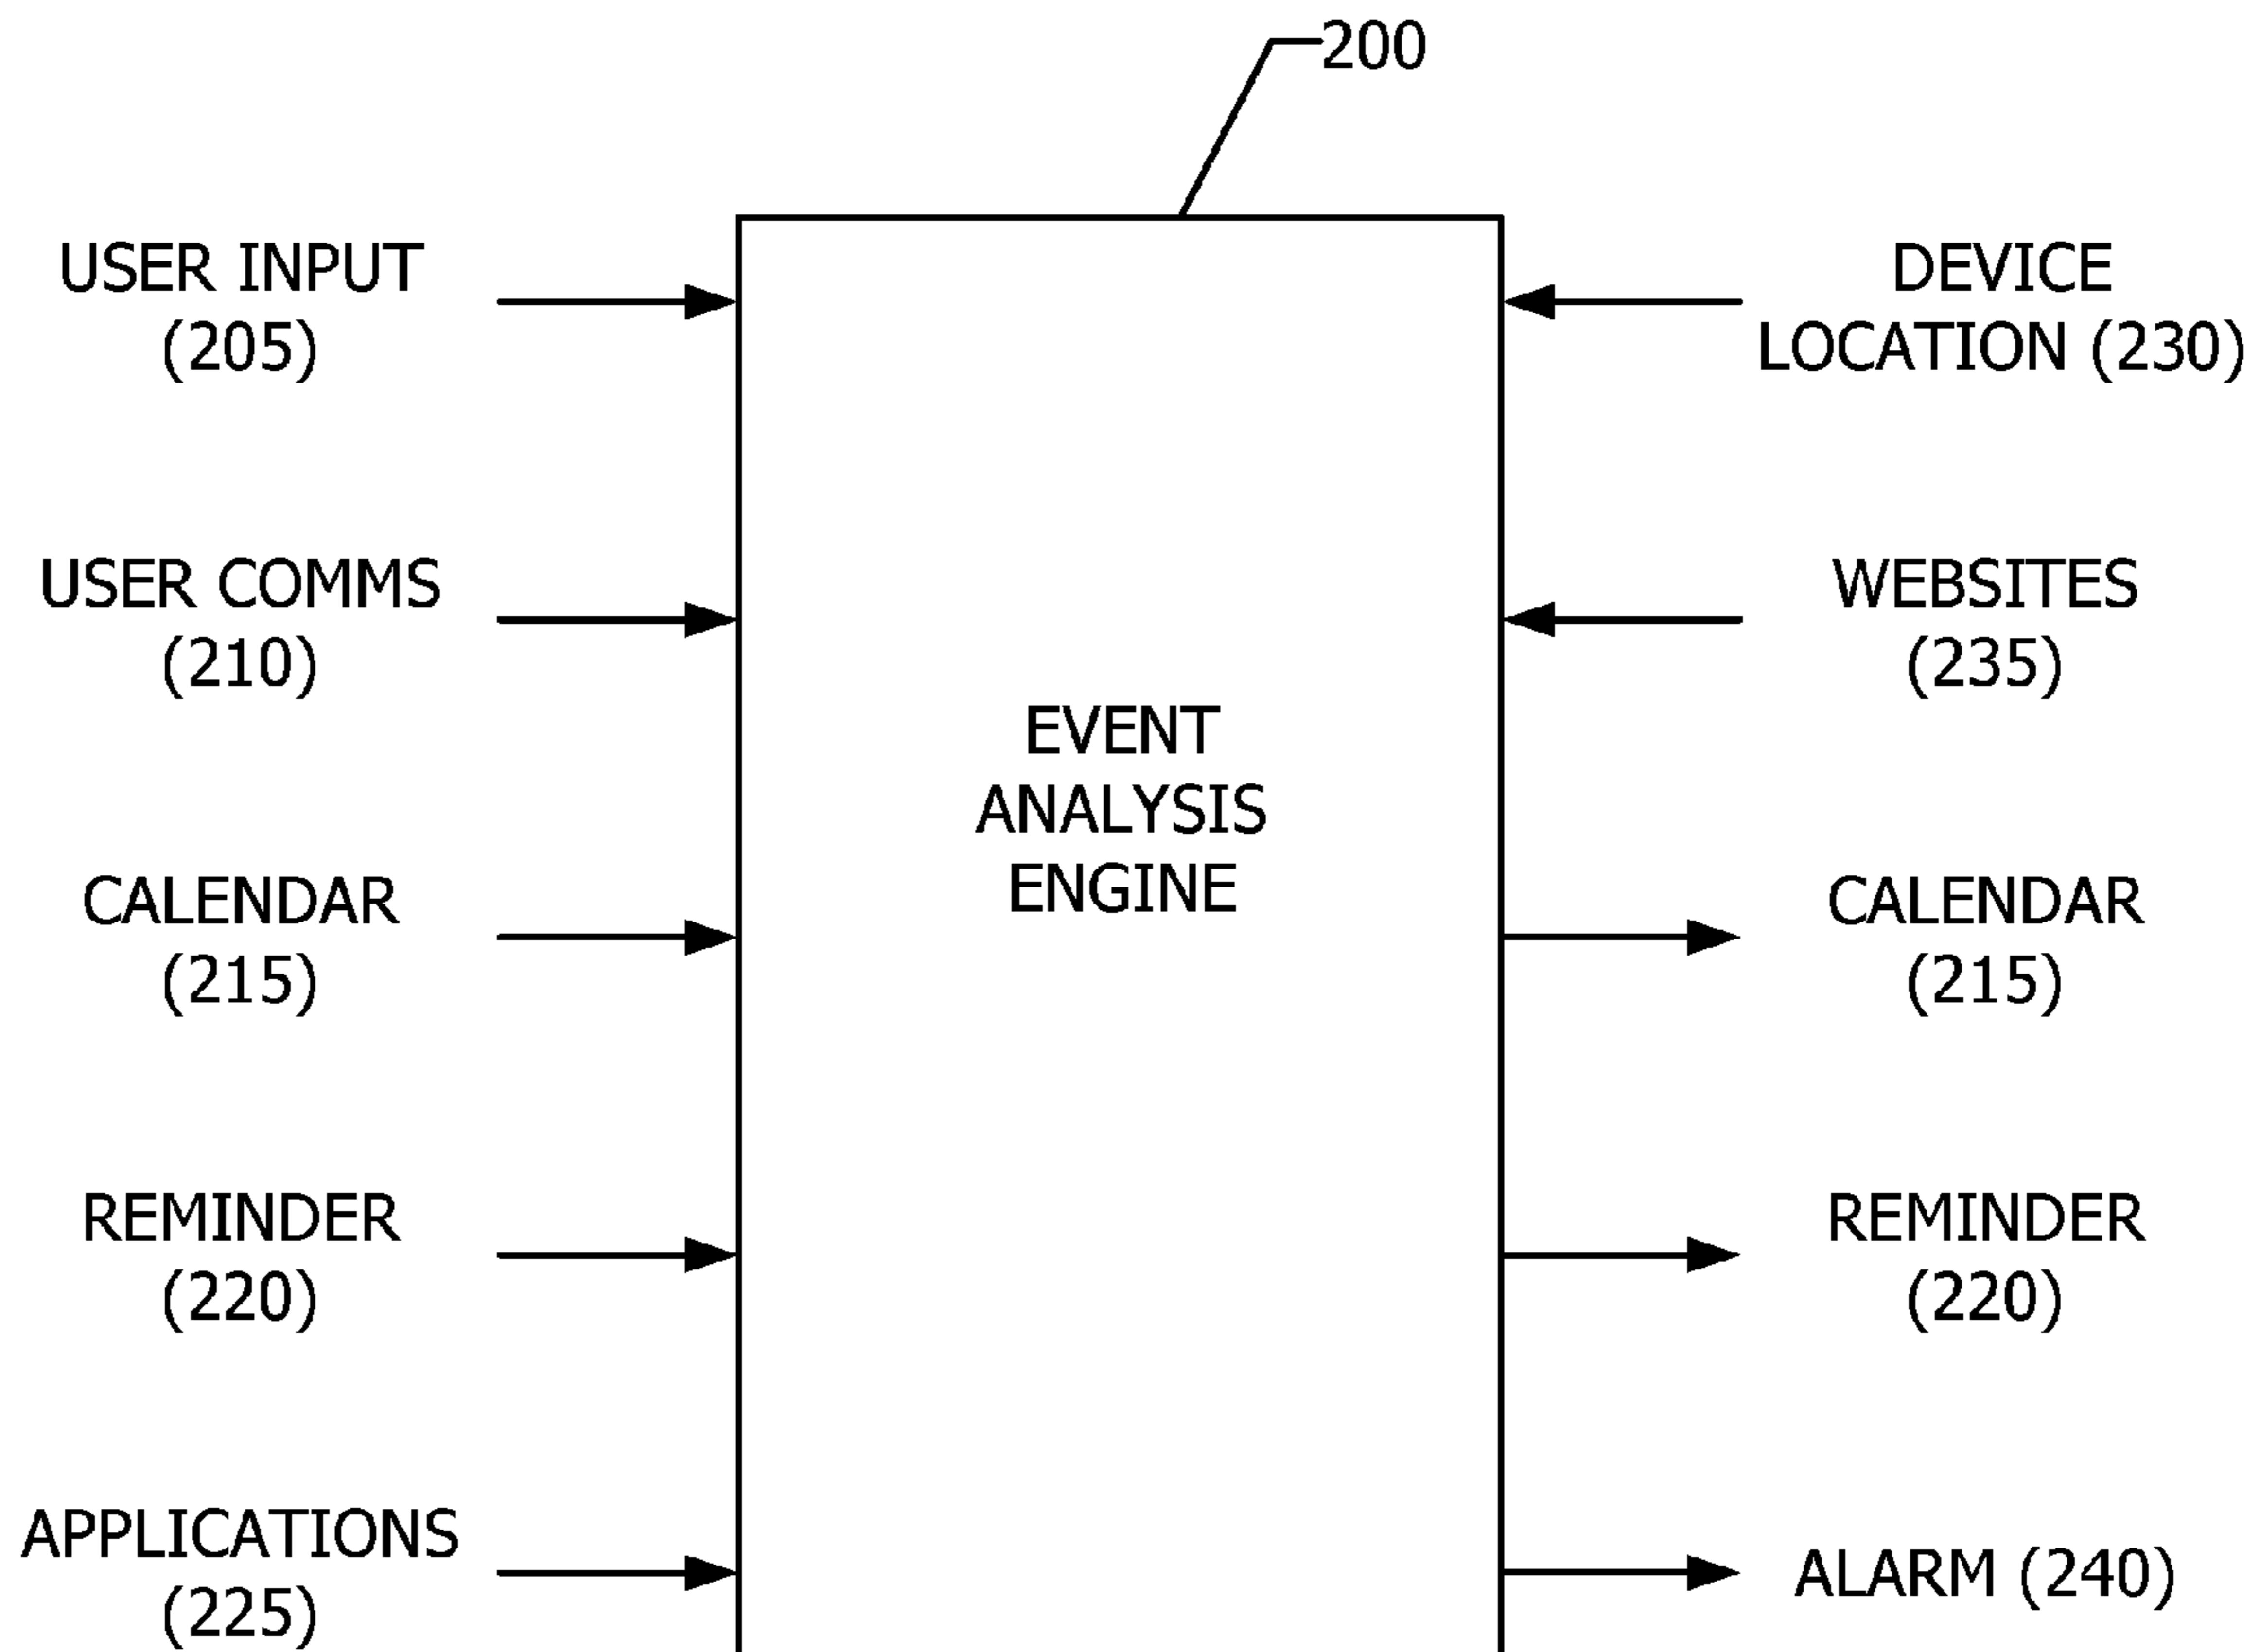 200
USER INPUT
(205)
USER COMMS
(210)
CALENDAR
(215)
REMINDER
(220)
APPLICATIONS
(225)
EVENT
ANALYSIS
ENGINE
DEVICE
LOCATION (230)
WEBSITES
(235)
CALENDAR
(215)
REMINDER
(220)
ALARM (240)